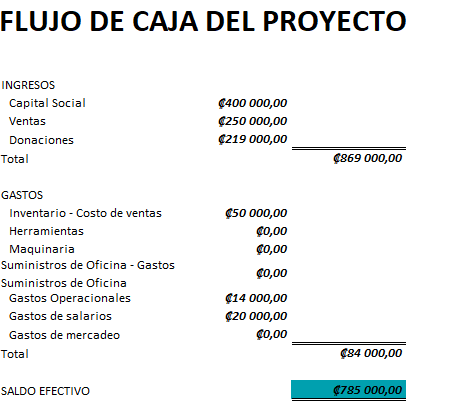 FLUJO DE CAJA DEL PROYECTO
INGRESOS
Capital Social ₡400 000,00
Ventas ₡250 000,00
Donaciones ₡219 000,00
Total ₡869 000,00
GASTOS
Inventario - Costo de ventas ₡50 000,00
Herramientas ₡0,00
Maquinaria ₡0,00
Suministros de Oficina - Gastos ₡0,00
Suministros de Oficina
Gastos Operacionales ₡14 000,00
Gastos de salarios ₡20 000,00
Gastos de mercadeo ₡0,00
Total ₡84 000,00
SALDO EFECTIVO ₡785 000,00